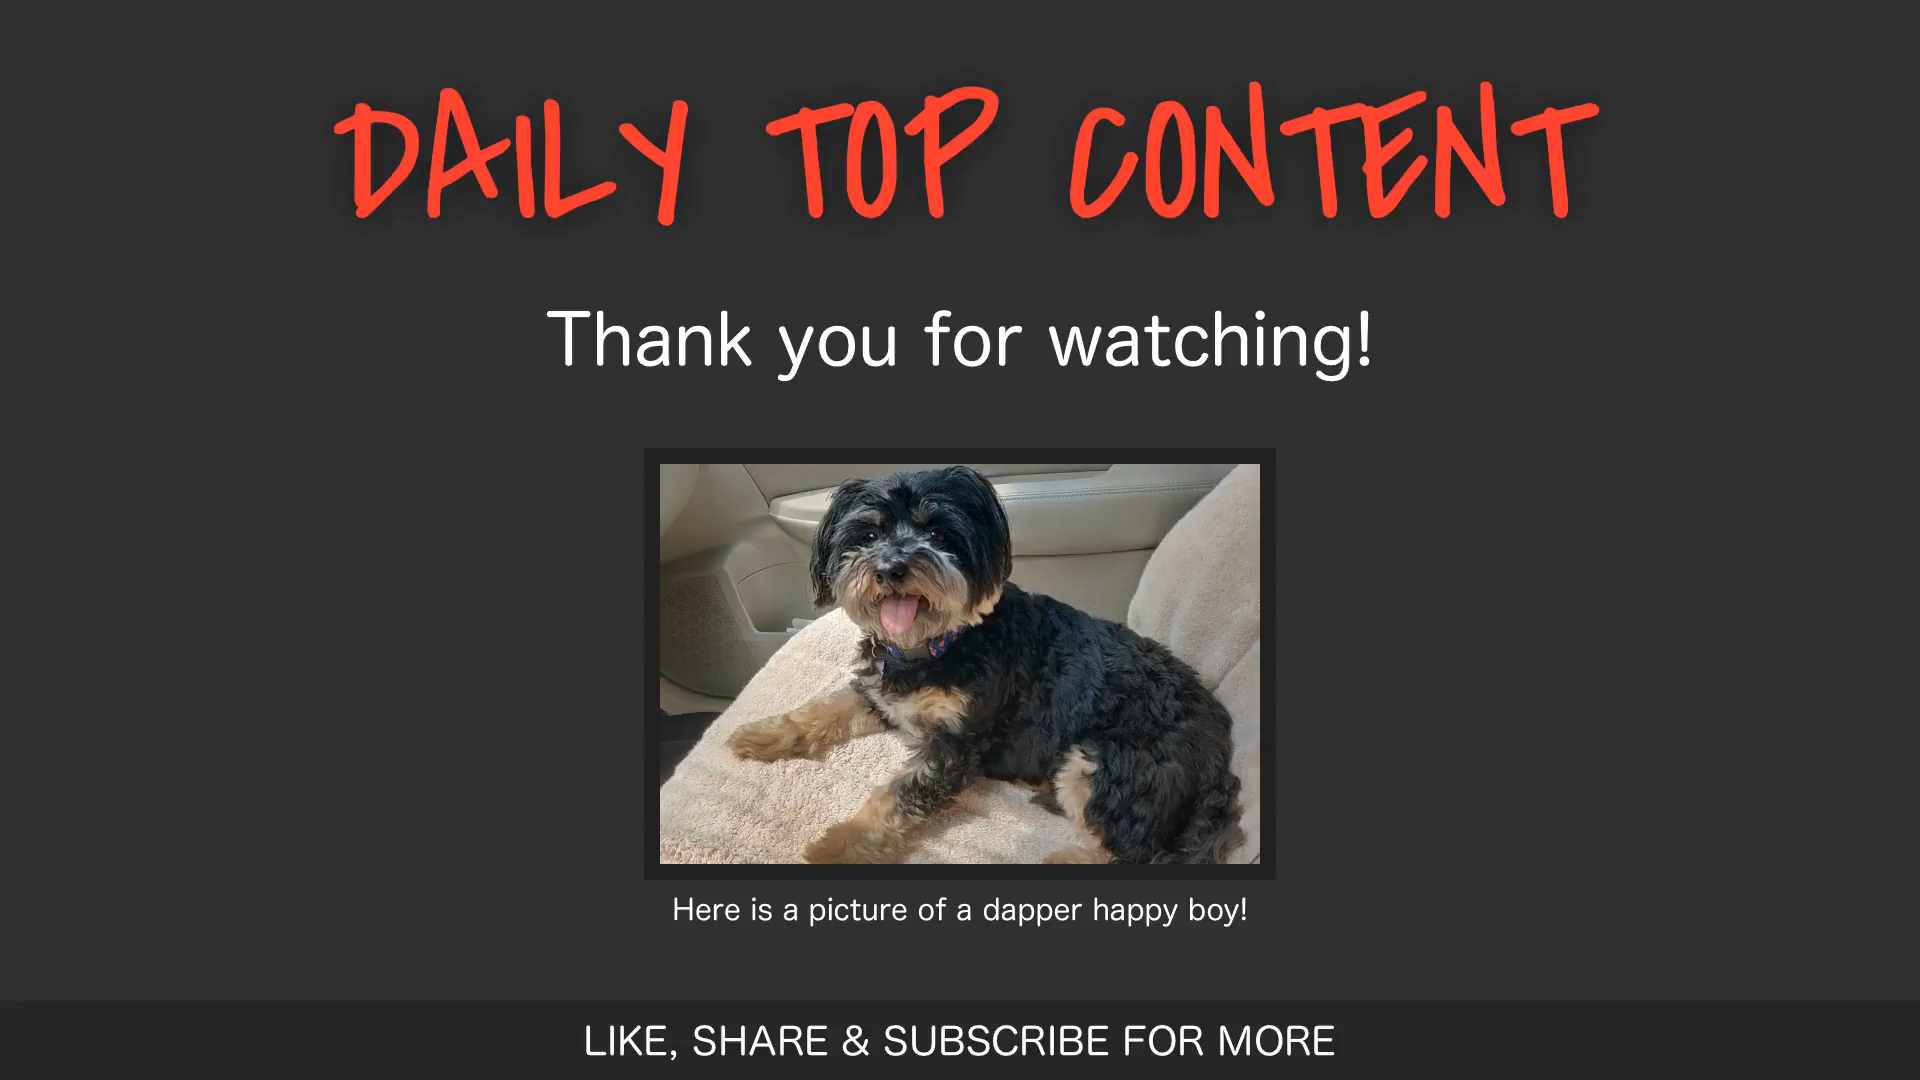 DAILY TOP CONTENT
Thank you for watching!
Here is a picture of a dapper happy boy!
LIKE, SHARE & SUBSCRIBE FOR MORE